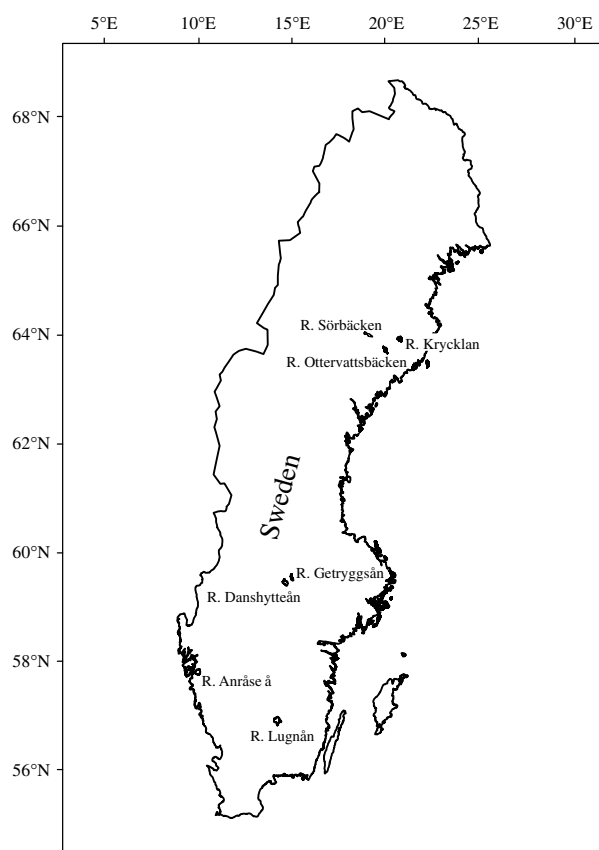 5°E 10°E 15°E 20°E 25°E 30°E
68°N
66°N
64°N
62°N
60°N
58°N
56°N
R. Sörbäcken
R. Krycklan
R. Ottervattsbäcken
Sweden
R. Getryggsån
R. Danshytteån
R. Anråse å
R. Lugnån